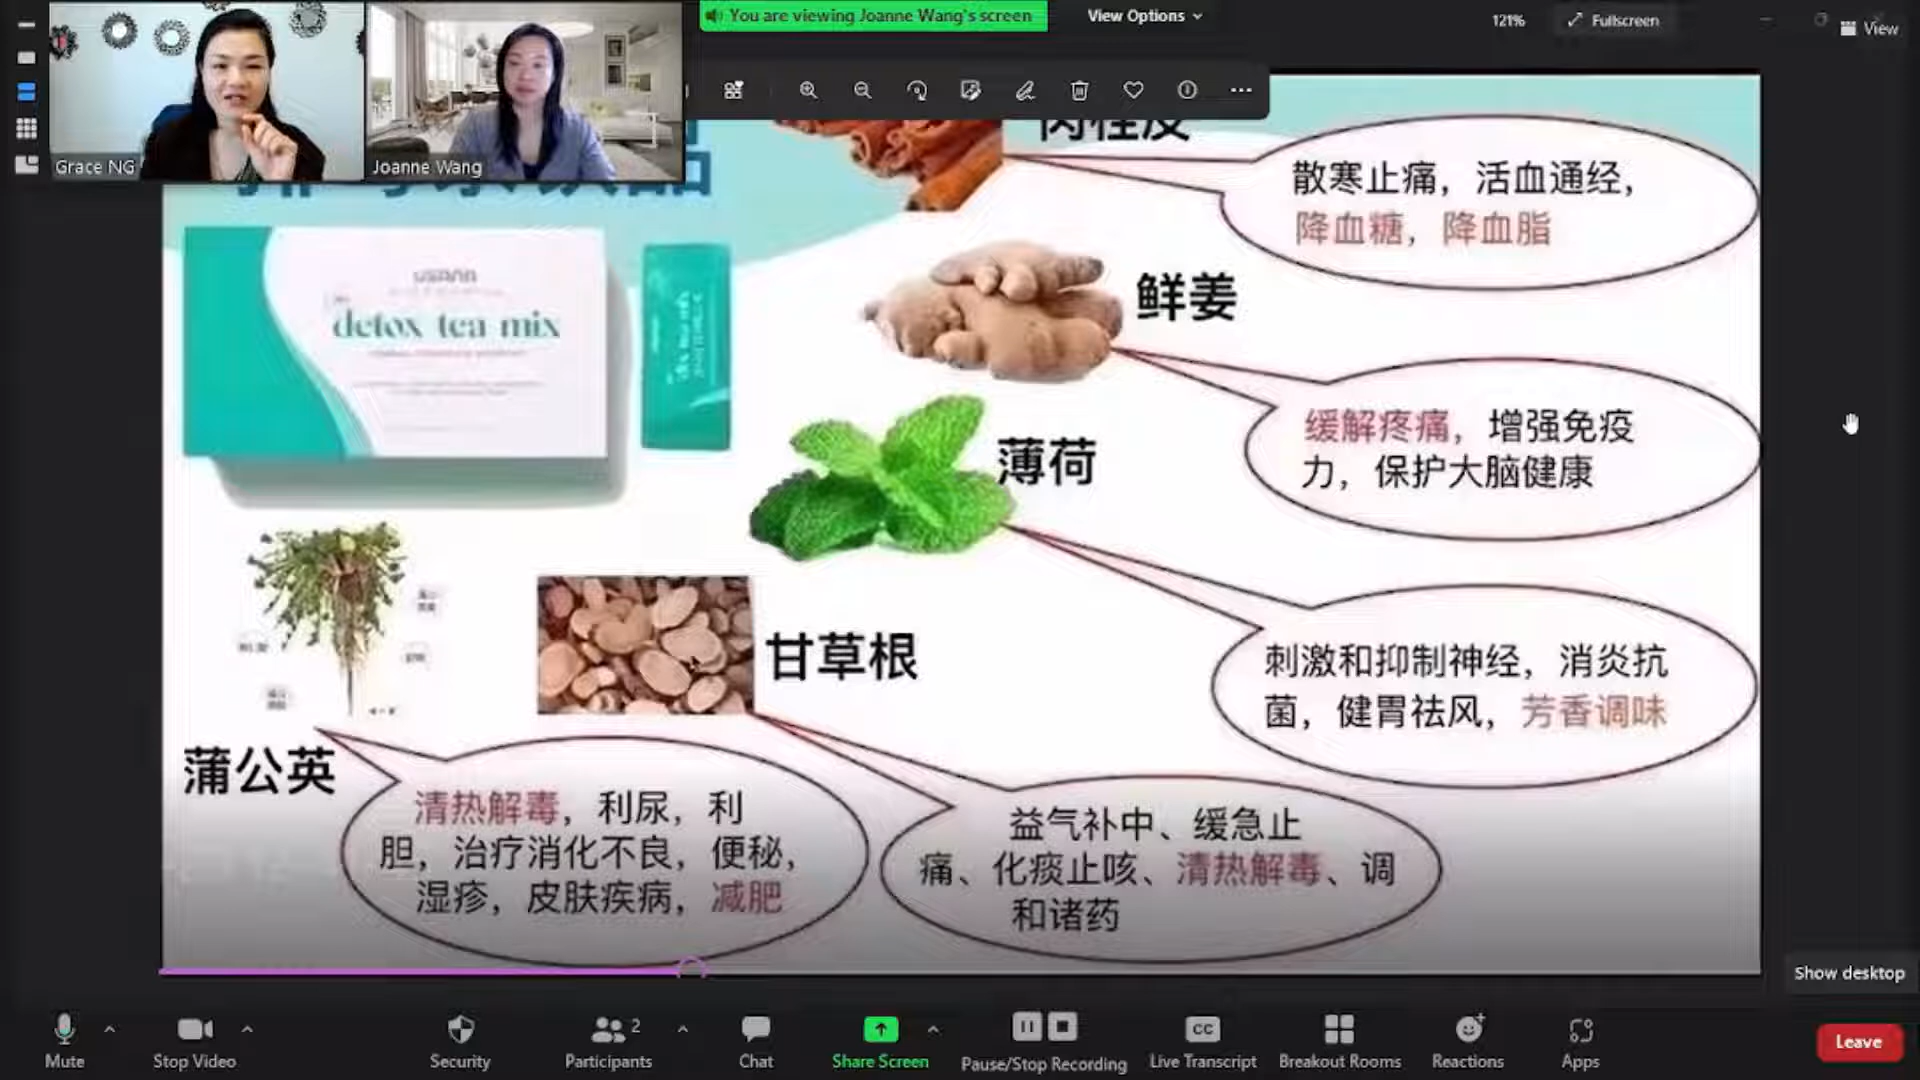 You are viewing Joanne Wang's screen
View Options
121%
Fullscreen
View
Grace NG
Joanne Wang
肉桂皮
散寒止痛，活血通经，
降血糖，降血脂
usana
detox tea mix
鲜姜
缓解疼痛，增强免疫
力，保护大脑健康
薄荷
刺激和抑制神经，消炎抗
菌，健胃祛风，芳香调味
甘草根
益气补中、缓急止
痛、化痰止咳、清热解毒、调
和诸药
蒲公英
清热解毒，利尿，利
胆，治疗消化不良，便秘，
湿疹，皮肤疾病，减肥
Show desktop
Mute
Stop Video
Security
2
Participants
Chat
Share Screen
Pause/Stop Recording
CC
Live Transcript
Breakout Rooms
Reactions
Apps
Leave